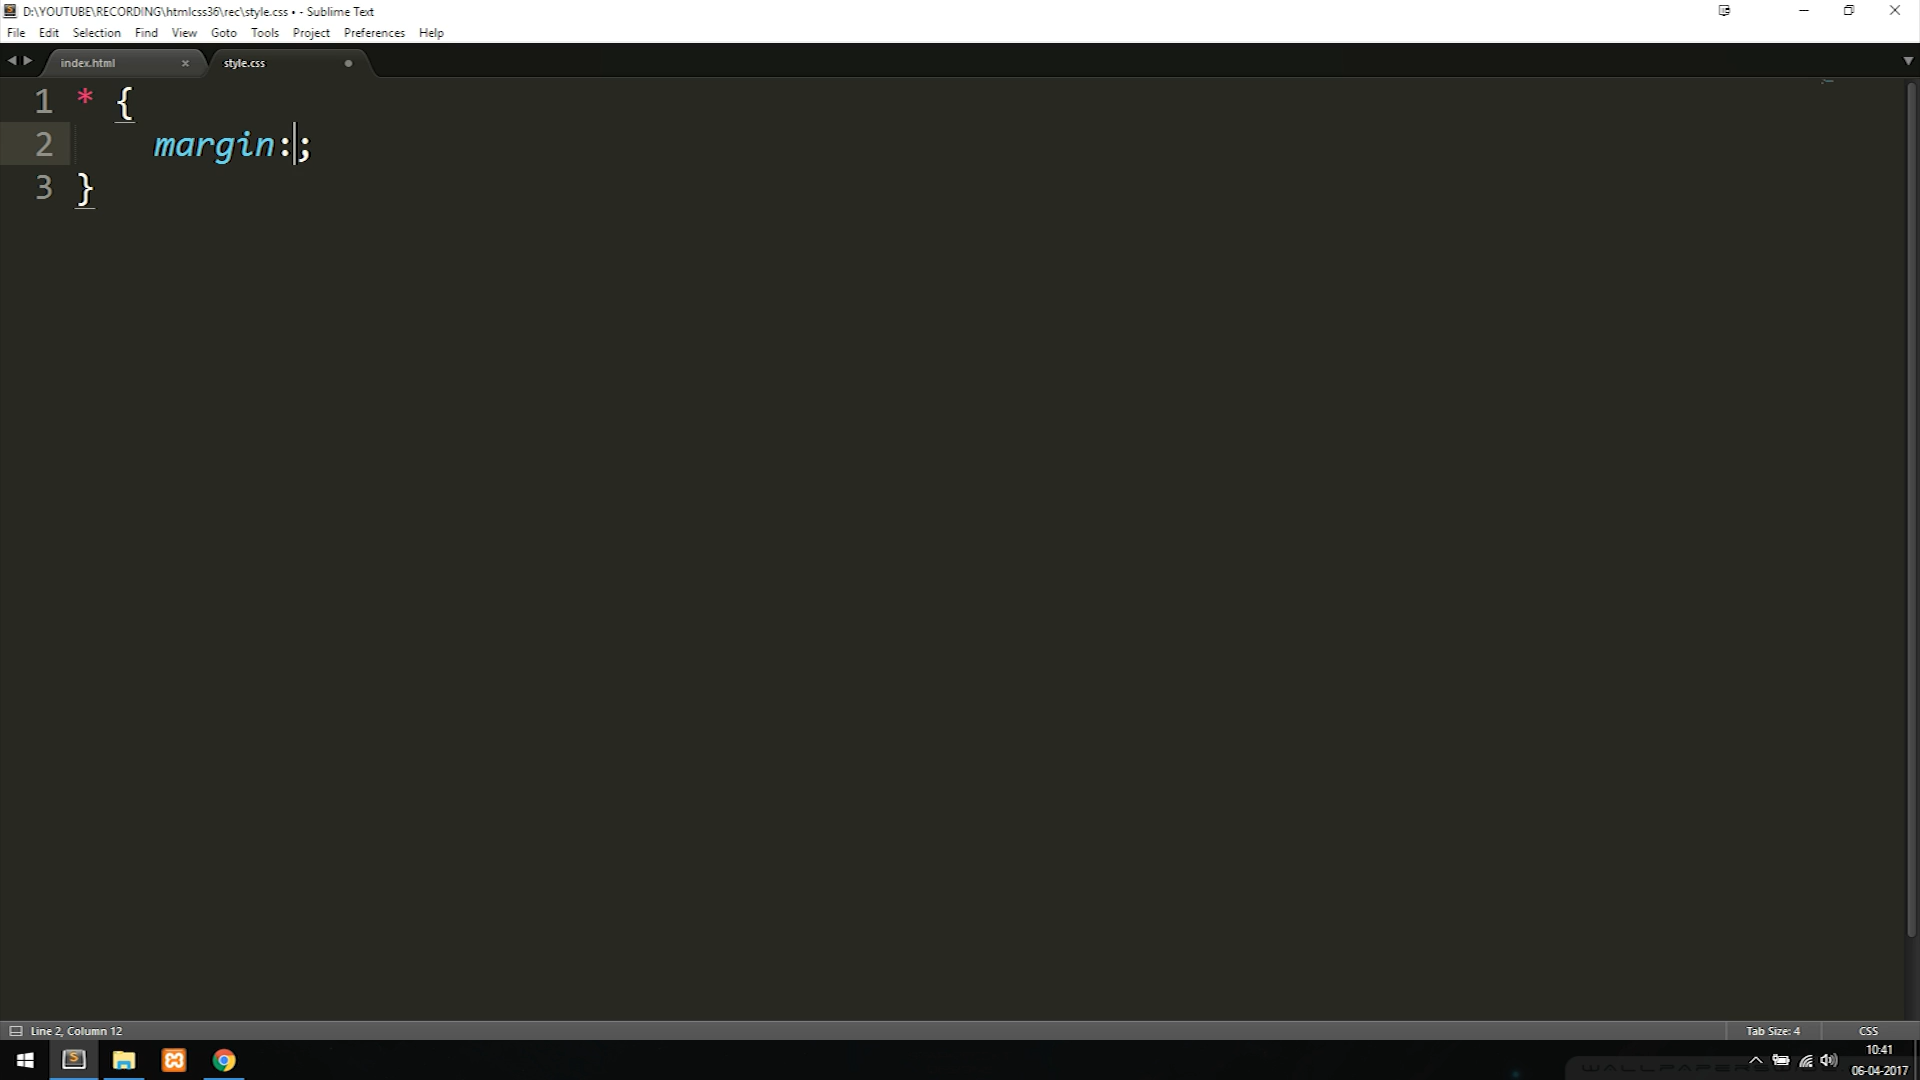 D:\YOUTUBE\RECORDING\htmlcss36\rec\style.css • - Sublime Text
File Edit Selection Find View Goto Tools Project Preferences Help
index.html × style.css
1 * {
2 margin:;
3 }
Line 2, Column 12 Tab Size: 4 CSS
10:41
06-04-2017